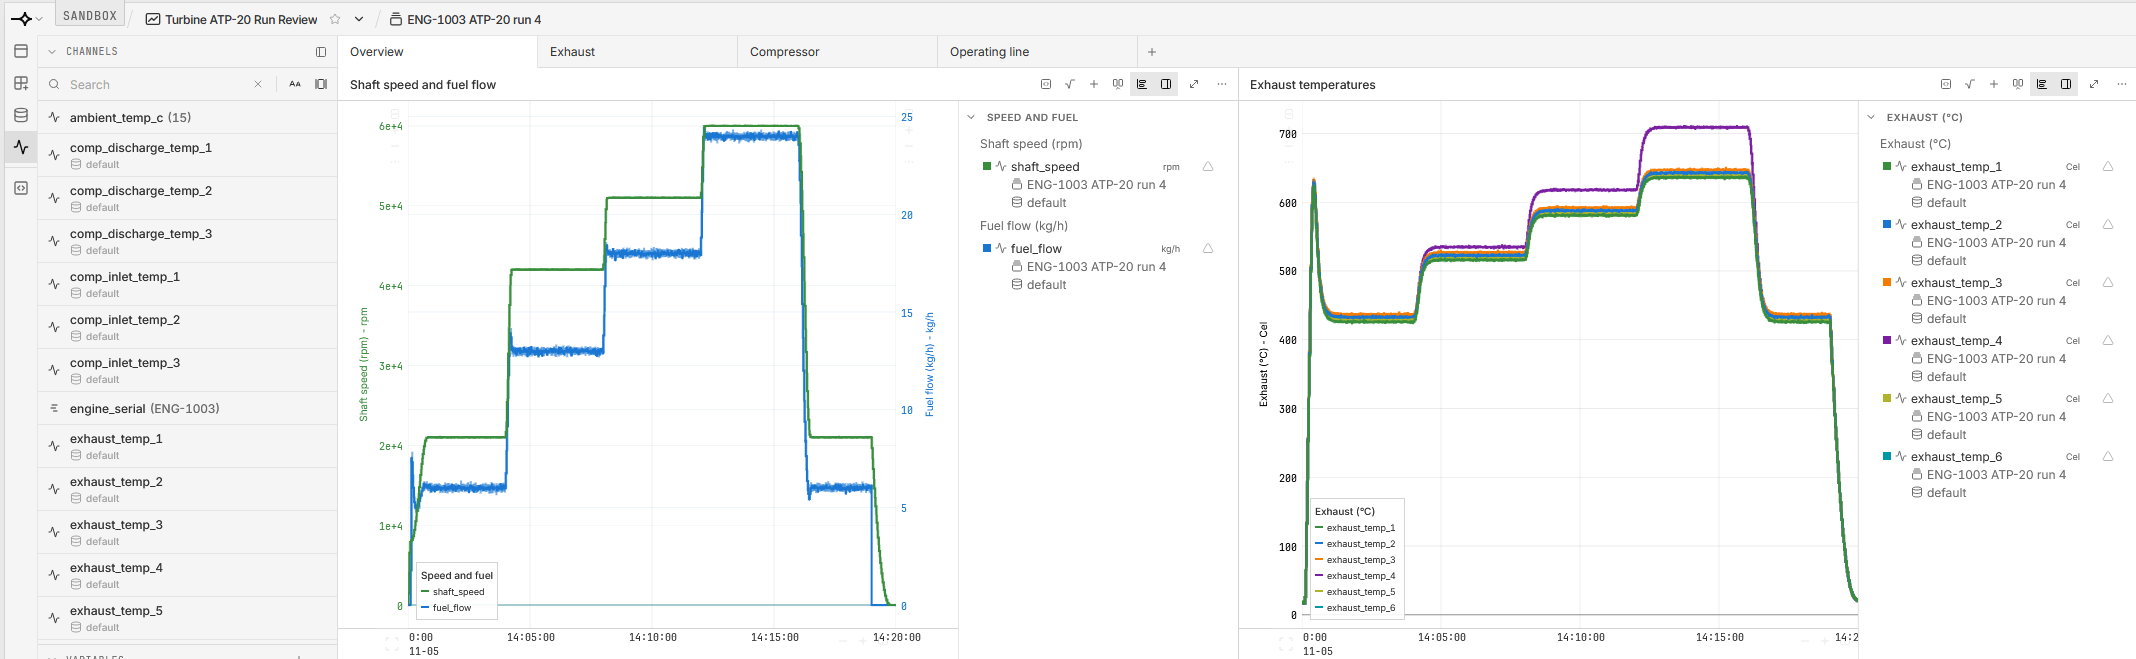 SANDBOX
Turbine ATP-20 Run Review
ENG-1003 ATP-20 run 4
CHANNELS
Search
AA
ambient_temp_c (15)
comp_discharge_temp_1
default
comp_discharge_temp_2
default
comp_discharge_temp_3
default
comp_inlet_temp_1
default
comp_inlet_temp_2
default
comp_inlet_temp_3
default
engine_serial (ENG-1003)
exhaust_temp_1
default
exhaust_temp_2
default
exhaust_temp_3
default
exhaust_temp_4
default
exhaust_temp_5
default
VARIABLES
Overview
Exhaust
Compressor
Operating line
Shaft speed and fuel flow
6e+4
5e+4
4e+4
3e+4
2e+4
1e+4
0
Shaft speed (rpm) - rpm
25
20
15
10
5
0
Fuel flow (kg/h) - kg/h
Speed and fuel
shaft_speed
fuel_flow
0:00
11-05
14:05:00
14:10:00
14:15:00
14:20:00
SPEED AND FUEL
Shaft speed (rpm)
shaft_speed rpm
ENG-1003 ATP-20 run 4
default
Fuel flow (kg/h)
fuel_flow kg/h
ENG-1003 ATP-20 run 4
default
Exhaust temperatures
700
600
500
400
300
200
100
0
Exhaust (°C) - Cel
Exhaust (°C)
exhaust_temp_1
exhaust_temp_2
exhaust_temp_3
exhaust_temp_4
exhaust_temp_5
exhaust_temp_6
0:00
11-05
14:05:00
14:10:00
14:15:00
14:2
EXHAUST (°C)
Exhaust (°C)
exhaust_temp_1 Cel
ENG-1003 ATP-20 run 4
default
exhaust_temp_2 Cel
ENG-1003 ATP-20 run 4
default
exhaust_temp_3 Cel
ENG-1003 ATP-20 run 4
default
exhaust_temp_4 Cel
ENG-1003 ATP-20 run 4
default
exhaust_temp_5 Cel
ENG-1003 ATP-20 run 4
default
exhaust_temp_6 Cel
ENG-1003 ATP-20 run 4
default